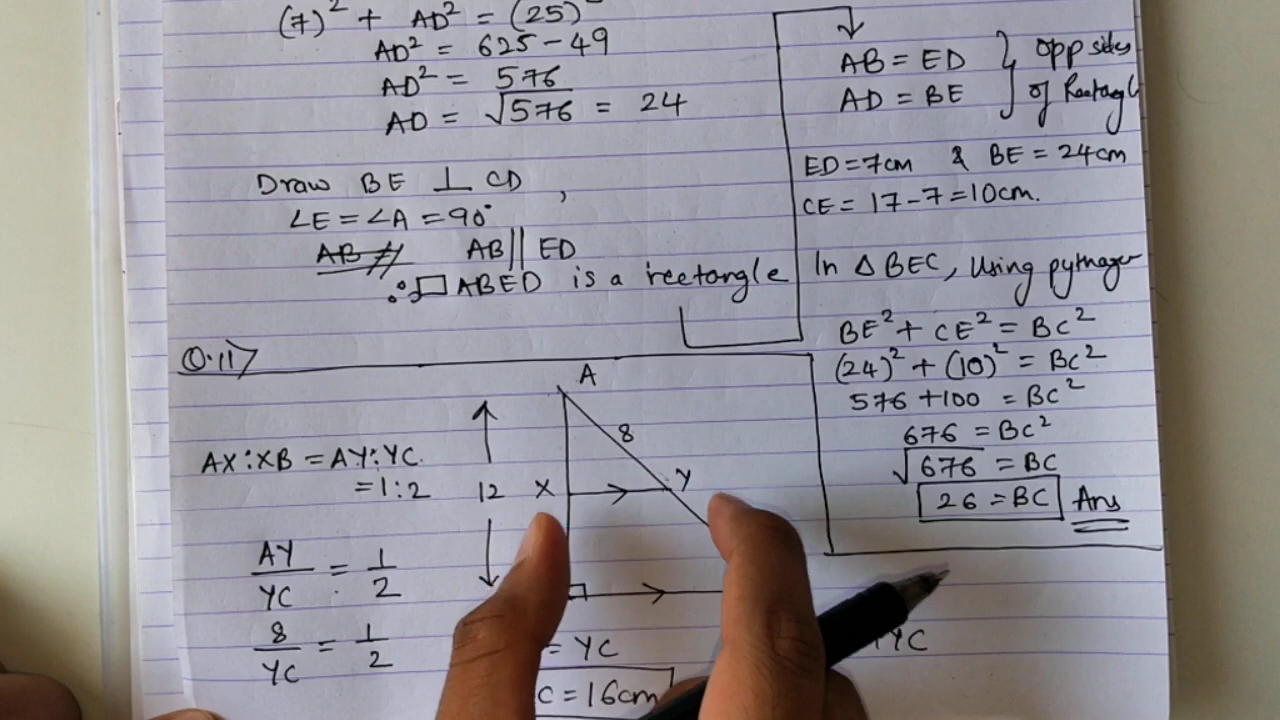 (7)² + AD² = (25)²
AD² = 625 - 49
AD² = 576
AD = √576 = 24
Draw BE ⊥ CD ,
∠E = ∠A = 90°
AB ∦ AB || ED
∴ □ ABED is a reetangle
AB = ED } opp sides
AD = BE } of Rectangl
ED = 7cm & BE = 24cm
CE = 17 - 7 = 10cm.
In △ BEC, Using pythagor
BE² + CE² = BC²
(24)² + (10)² = BC²
576 + 100 = BC²
676 = BC²
√676 = BC
26 = BC Ans
Q.11>
AX : XB = AY : YC.
= 1 : 2
AY/YC = 1/2
8/YC = 1/2
A
8
12 X Y
= YC
C = 16cm
YC